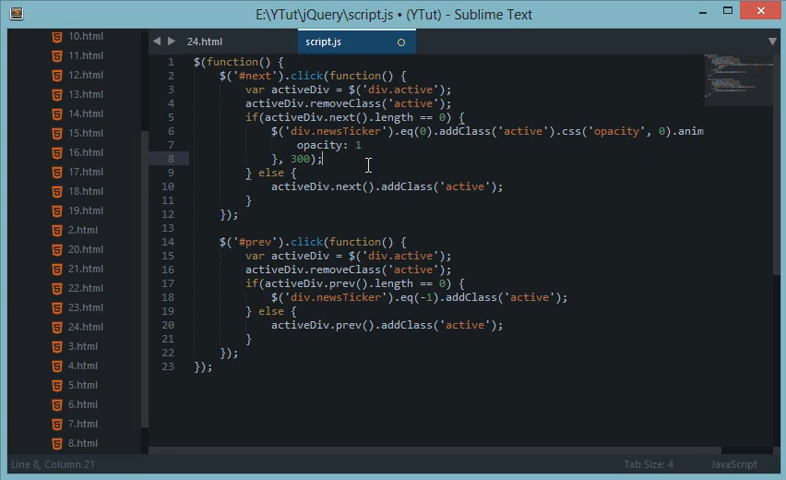 E:\YTut\jQuery\script.js • (YTut) - Sublime Text
10.html
11.html
12.html
13.html
14.html
15.html
16.html
17.html
18.html
19.html
2.html
20.html
21.html
22.html
23.html
24.html
3.html
4.html
5.html
6.html
7.html
8.html
24.html
script.js
1 $(function() {
2 $('#next').click(function() {
3 var activeDiv = $('div.active');
4 activeDiv.removeClass('active');
5 if(activeDiv.next().length == 0) {
6 $('div.newsTicker').eq(0).addClass('active').css('opacity', 0).anim
7 opacity: 1
8 }, 300);
9 } else {
10 activeDiv.next().addClass('active');
11 }
12 });
13
14 $('#prev').click(function() {
15 var activeDiv = $('div.active');
16 activeDiv.removeClass('active');
17 if(activeDiv.prev().length == 0) {
18 $('div.newsTicker').eq(-1).addClass('active');
19 } else {
20 activeDiv.prev().addClass('active');
21 }
22 });
23 });
Line 8, Column 21
Tab Size: 4
JavaScript